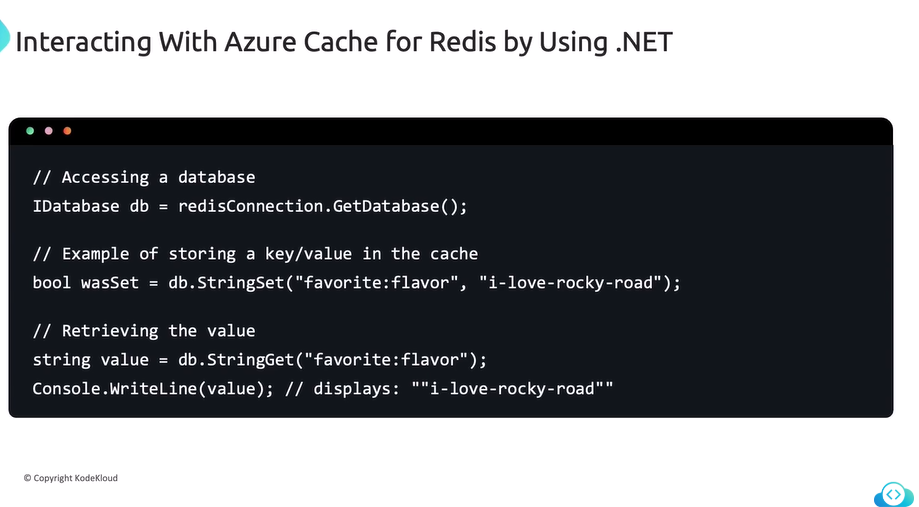 Interacting With Azure Cache for Redis by Using .NET
// Accessing a database
IDatabase db = redisConnection.GetDatabase();
// Example of storing a key/value in the cache
bool wasSet = db.StringSet("favorite:flavor", "i-love-rocky-road");
// Retrieving the value
string value = db.StringGet("favorite:flavor");
Console.WriteLine(value); // displays: ""i-love-rocky-road""
© Copyright KodeKloud